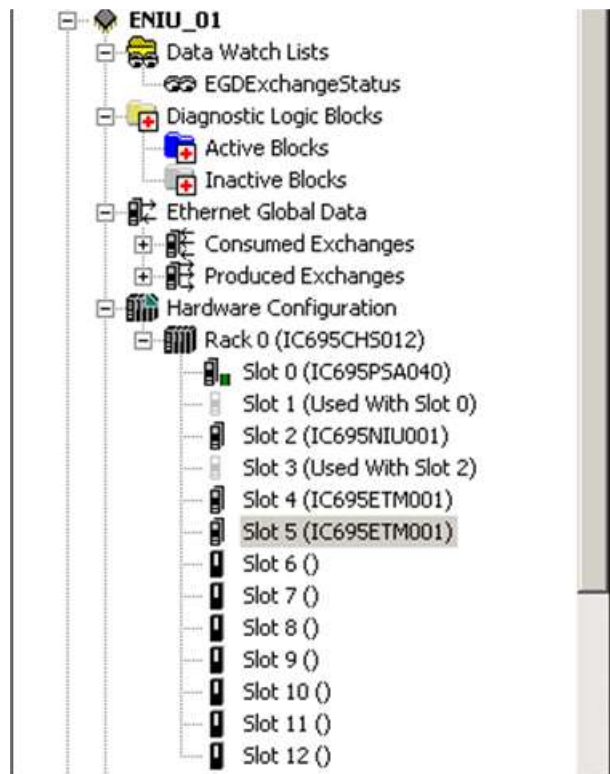 ENIU_01
Data Watch Lists
EGDExchangeStatus
Diagnostic Logic Blocks
Active Blocks
Inactive Blocks
Ethernet Global Data
Consumed Exchanges
Produced Exchanges
Hardware Configuration
Rack 0 (IC695CHS012)
Slot 0 (IC695PSA040)
Slot 1 (Used With Slot 0)
Slot 2 (IC695NIU001)
Slot 3 (Used With Slot 2)
Slot 4 (IC695ETM001)
Slot 5 (IC695ETM001)
Slot 6 ()
Slot 7 ()
Slot 8 ()
Slot 9 ()
Slot 10 ()
Slot 11 ()
Slot 12 ()